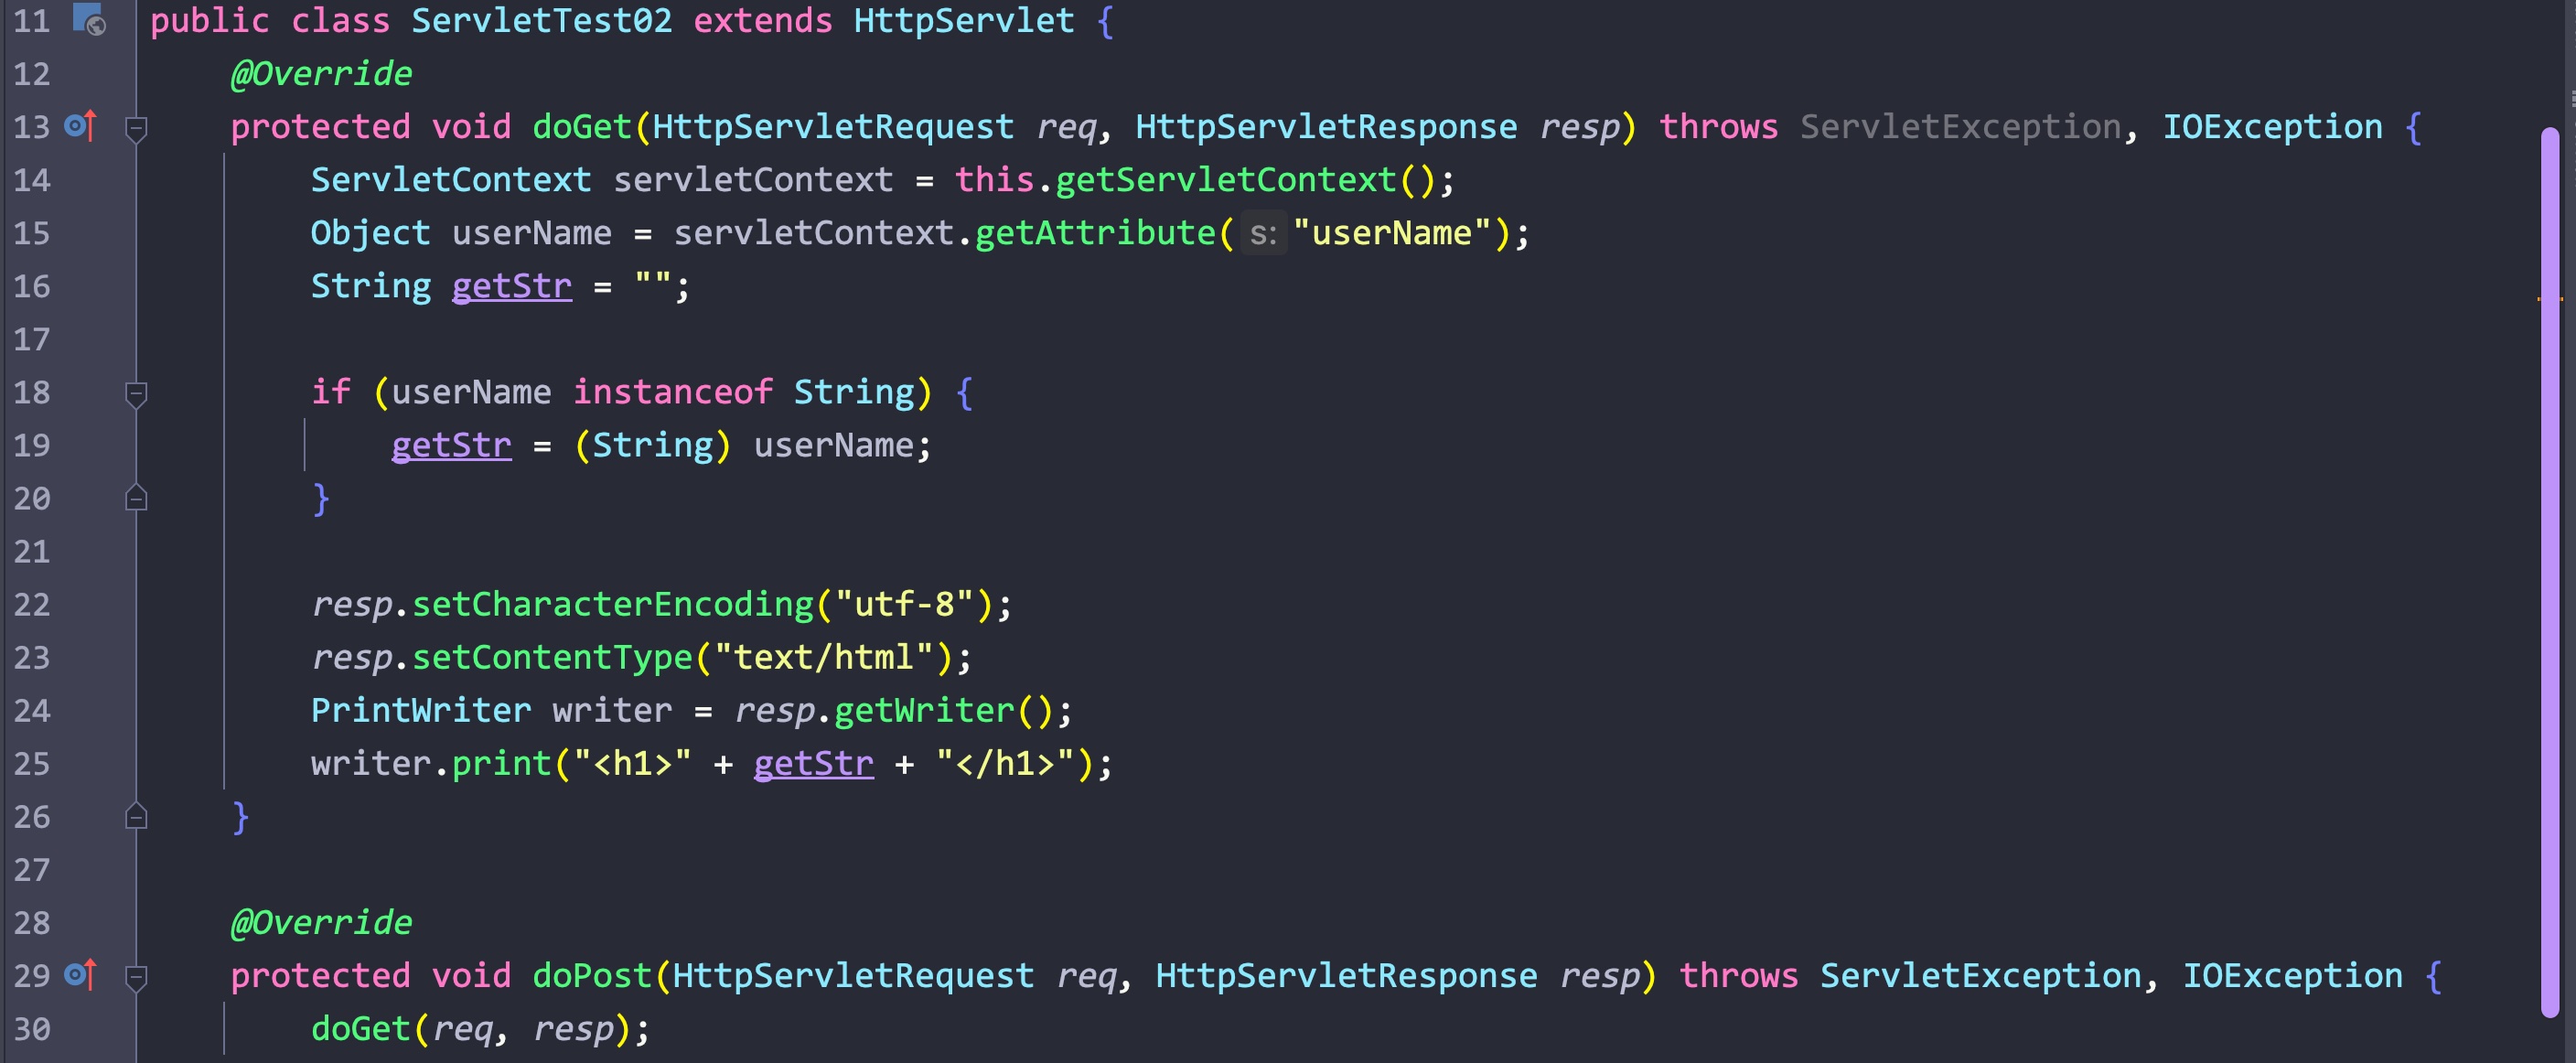 11 public class ServletTest02 extends HttpServlet {
12     @Override
13     protected void doGet(HttpServletRequest req, HttpServletResponse resp) throws ServletException, IOException {
14         ServletContext servletContext = this.getServletContext();
15         Object userName = servletContext.getAttribute( s: "userName");
16         String getStr = "";
17
18         if (userName instanceof String) {
19             getStr = (String) userName;
20         }
21
22         resp.setCharacterEncoding("utf-8");
23         resp.setContentType("text/html");
24         PrintWriter writer = resp.getWriter();
25         writer.print("<h1>" + getStr + "</h1>");
26     }
27
28     @Override
29     protected void doPost(HttpServletRequest req, HttpServletResponse resp) throws ServletException, IOException {
30         doGet(req, resp);